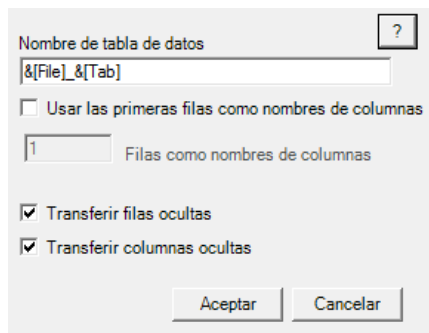 ?
Nombre de tabla de datos
&[File]_&[Tab]
Usar las primeras filas como nombres de columnas
1
Filas como nombres de columnas
Transferir filas ocultas
Transferir columnas ocultas
Aceptar
Cancelar